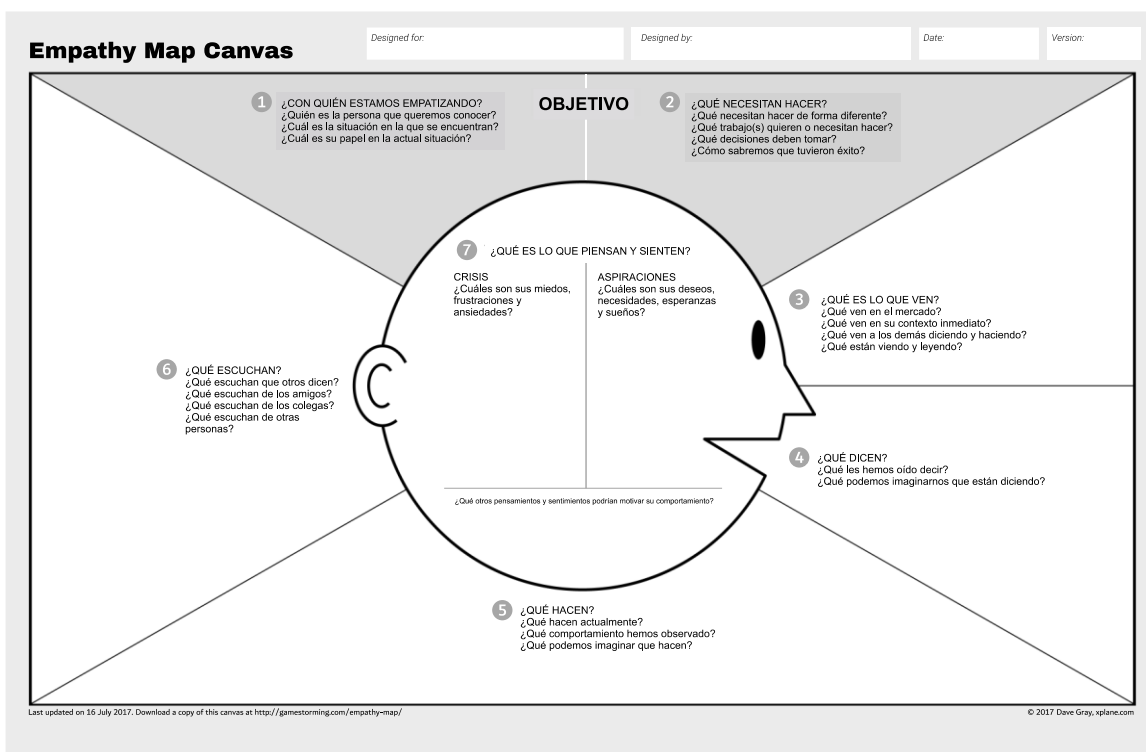 Empathy Map Canvas
Designed for:
Designed by:
Date:
Version:
1 ¿CON QUIÉN ESTAMOS EMPATIZANDO?
¿Quién es la persona que queremos conocer?
¿Cuál es la situación en la que se encuentran?
¿Cuál es su papel en la actual situación?
OBJETIVO
2 ¿QUÉ NECESITAN HACER?
¿Qué necesitan hacer de forma diferente?
¿Qué trabajo(s) quieren o necesitan hacer?
¿Qué decisiones deben tomar?
¿Cómo sabremos que tuvieron éxito?
3 ¿QUÉ ES LO QUE VEN?
¿Qué ven en el mercado?
¿Qué ven en su contexto inmediato?
¿Qué ven a los demás diciendo y haciendo?
¿Qué están viendo y leyendo?
4 ¿QUÉ DICEN?
¿Qué les hemos oído decir?
¿Qué podemos imaginarnos que están diciendo?
5 ¿QUÉ HACEN?
¿Qué hacen actualmente?
¿Qué comportamiento hemos observado?
¿Qué podemos imaginar que hacen?
6 ¿QUÉ ESCUCHAN?
¿Qué escuchan que otros dicen?
¿Qué escuchan de los amigos?
¿Qué escuchan de los colegas?
¿Qué escuchan de otras
personas?
7 ¿QUÉ ES LO QUE PIENSAN Y SIENTEN?
CRISIS
¿Cuáles son sus miedos,
frustraciones y
ansiedades?
ASPIRACIONES
¿Cuáles son sus deseos,
necesidades, esperanzas
y sueños?
¿Qué otros pensamientos y sentimientos podrían motivar su comportamiento?
Last updated on 16 July 2017. Download a copy of this canvas at http://gamestorming.com/empathy-map/
© 2017 Dave Gray, xplane.com